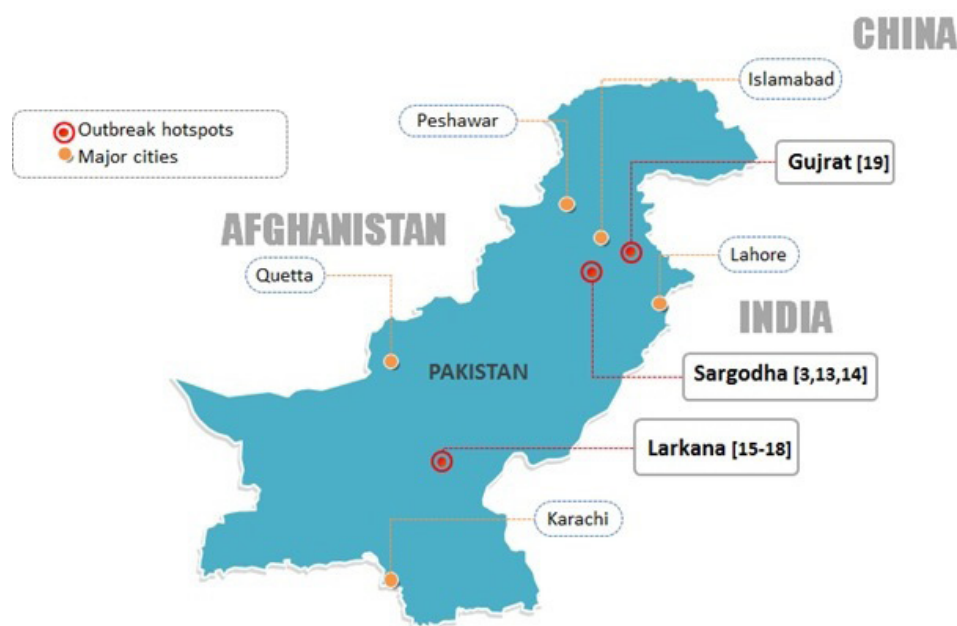 CHINA
Islamabad
Peshawar
Outbreak hotspots
Major cities
Gujrat [19]
AFGHANISTAN
Lahore
Quetta
INDIA
PAKISTAN
Sargodha [3,13,14]
Larkana [15-18]
Karachi